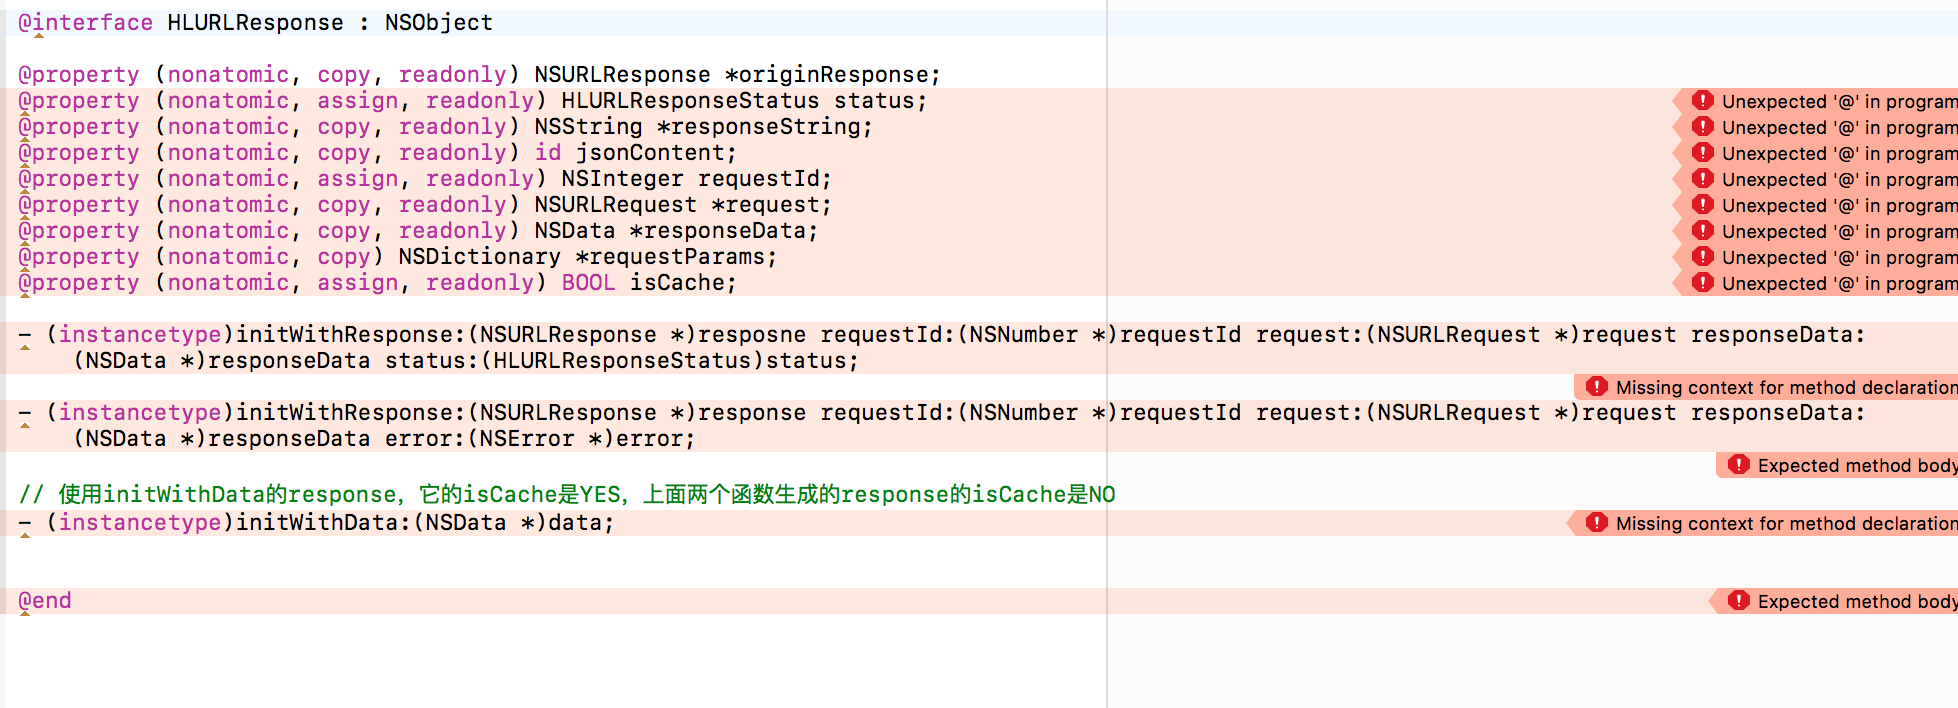 @interface HLURLResponse : NSObject
@property (nonatomic, copy, readonly) NSURLResponse *originResponse;
@property (nonatomic, assign, readonly) HLURLResponseStatus status; Unexpected '@' in program
@property (nonatomic, copy, readonly) NSString *responseString; Unexpected '@' in program
@property (nonatomic, copy, readonly) id jsonContent; Unexpected '@' in program
@property (nonatomic, assign, readonly) NSInteger requestId; Unexpected '@' in program
@property (nonatomic, copy, readonly) NSURLRequest *request; Unexpected '@' in program
@property (nonatomic, copy, readonly) NSData *responseData; Unexpected '@' in program
@property (nonatomic, copy) NSDictionary *requestParams; Unexpected '@' in program
@property (nonatomic, assign, readonly) BOOL isCache; Unexpected '@' in program
- (instancetype)initWithResponse:(NSURLResponse *)resposne requestId:(NSNumber *)requestId request:(NSURLRequest *)request responseData:
(NSData *)responseData status:(HLURLResponseStatus)status;
Missing context for method declaration
- (instancetype)initWithResponse:(NSURLResponse *)response requestId:(NSNumber *)requestId request:(NSURLRequest *)request responseData:
(NSData *)responseData error:(NSError *)error;
Expected method body
// 使用initWithData的response，它的isCache是YES，上面两个函数生成的response的isCache是NO
- (instancetype)initWithData:(NSData *)data; Missing context for method declaration
@end Expected method body